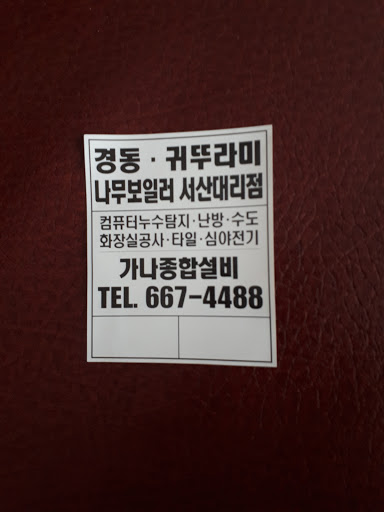 경동 · 귀뚜라미
나무보일러 서산대리점
컴퓨터누수탐지·난방·수도
화장실공사·타일·심야전기
가나종합설비
TEL. 667-4488